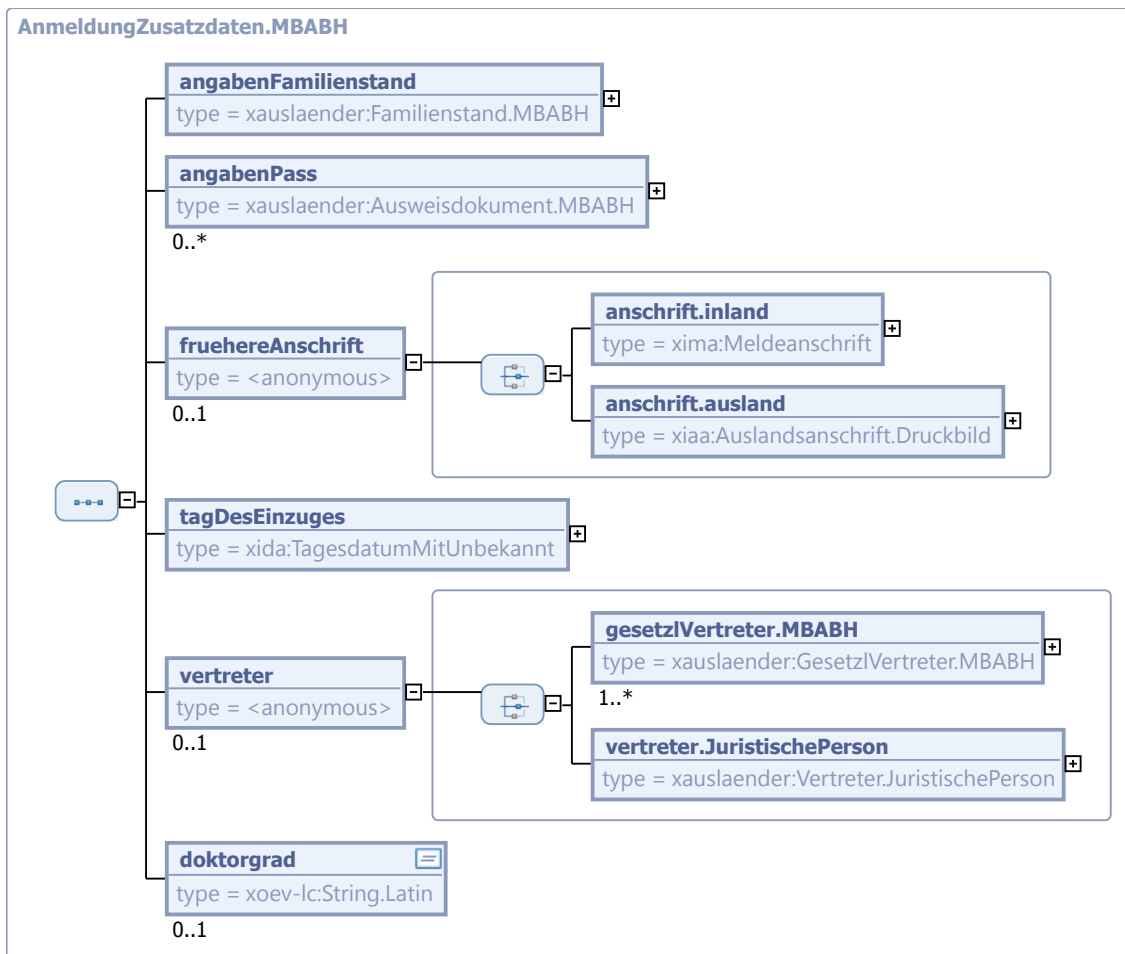 AnmeldungZusatzdaten.MBABH
angabenFamilienstand
type = xauslaender:Familienstand.MBABH
angabenPass
type = xauslaender:Ausweisdokument.MBABH
0..*
fruehereAnschrift
type = <anonymous>
0..1
anschrift.inland
type = xima:Meldeanschrift
anschrift.ausland
type = xiaa:Auslandsanschrift.Druckbild
tagDesEinzuges
type = xida:TagesdatumMitUnbekannt
vertreter
type = <anonymous>
0..1
gesetzlVertreter.MBABH
type = xauslaender:GesetzlVertreter.MBABH
1..*
vertreter.JuristischePerson
type = xauslaender:Vertreter.JuristischePerson
doktorgrad
type = xoev-lc:String.Latin
0..1